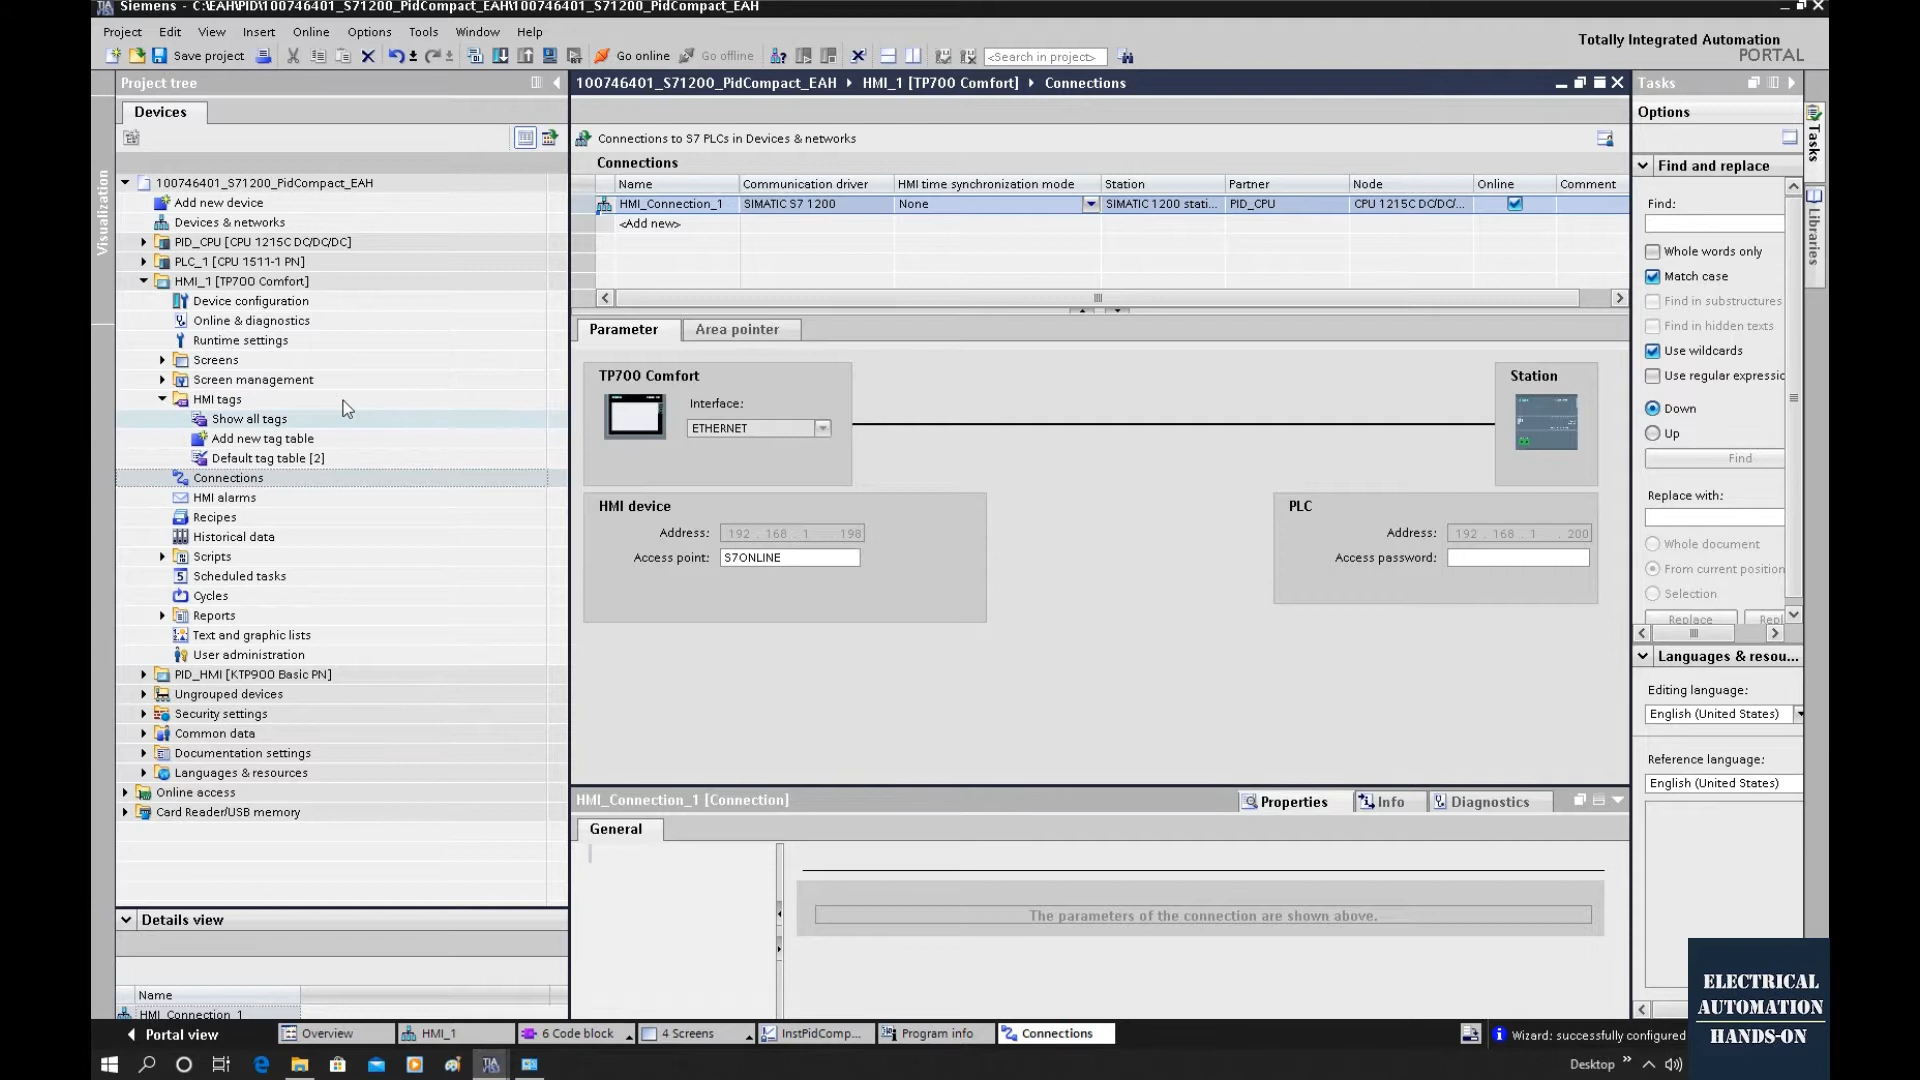 Siemens - C:\EAH\PID\100746401_S71200_PidCompact_EAH\100746401_S71200_PidCompact_EAH
Project Edit View Insert Online Options Tools Window Help
Totally Integrated Automation
PORTAL
Save project
Go online
Go offline
<Search in project>
Project tree
100746401_S71200_PidCompact_EAH HMI_1 [TP700 Comfort] Connections
Tasks
Devices
Options
Visualization
Tasks
Libraries
100746401_S71200_PidCompact_EAH
Add new device
Devices & networks
PID_CPU [CPU 1215C DC/DC/DC]
PLC_1 [CPU 1511-1 PN]
HMI_1 [TP700 Comfort]
Device configuration
Online & diagnostics
Runtime settings
Screens
Screen management
HMI tags
Show all tags
Add new tag table
Default tag table [2]
Connections
HMI alarms
Recipes
Historical data
Scripts
Scheduled tasks
Cycles
Reports
Text and graphic lists
User administration
PID_HMI [KTP900 Basic PN]
Ungrouped devices
Security settings
Common data
Documentation settings
Languages & resources
Online access
Card Reader/USB memory
Details view
Name
HMI_Connection_1
Connections to S7 PLCs in Devices & networks
Connections
Name Communication driver HMI time synchronization mode Station Partner Node Online Comment
HMI_Connection_1 SIMATIC S7 1200 None SIMATIC 1200 stati... PID_CPU CPU 1215C DC/DC/...
<Add new>
Parameter Area pointer
TP700 Comfort
Interface:
ETHERNET
Station
HMI device
Address: 192 . 168 . 1 . 198
Access point: S7ONLINE
PLC
Address: 192 . 168 . 1 . 200
Access password:
HMI_Connection_1 [Connection]
Properties Info Diagnostics
General
The parameters of the connection are shown above.
Find and replace
Find:
Whole words only
Match case
Find in substructures
Find in hidden texts
Use wildcards
Use regular expressic
Down
Up
Find
Replace with:
Whole document
From current position
Selection
Replace Repl
Languages & resou...
Editing language:
English (United States)
Reference language:
English (United States)
Portal view Overview HMI_1 6 Code block 4 Screens InstPidComp... Program info Connections
Wizard: successfully configured
Desktop
ELECTRICAL
AUTOMATION
HANDS-ON